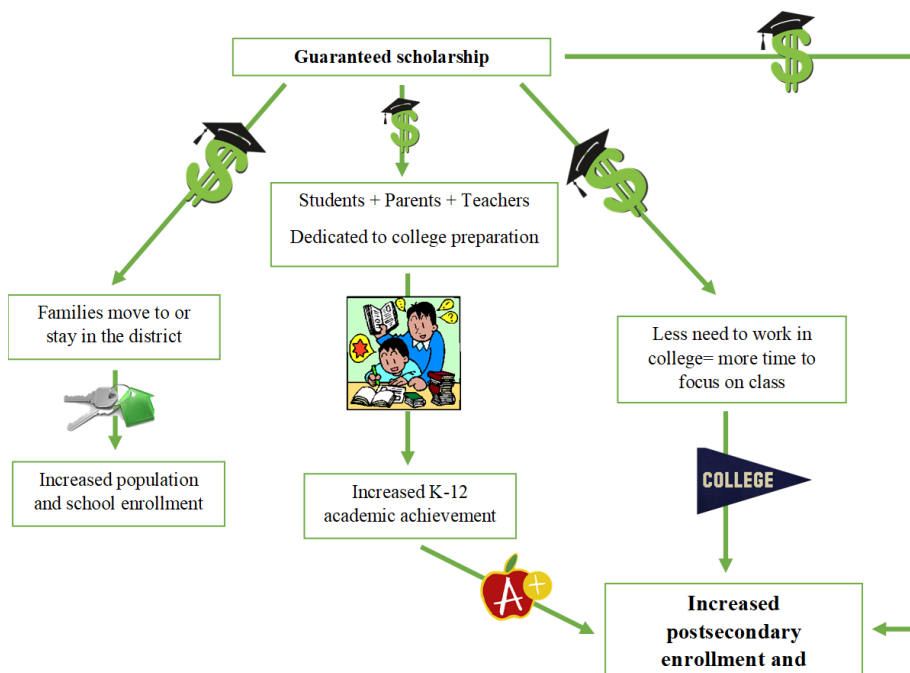 Guaranteed scholarship
Students + Parents + Teachers
Dedicated to college preparation
Families move to or
stay in the district
Less need to work in
college= more time to
focus on class
COLLEGE
Increased population
and school enrollment
Increased K-12
academic achievement
A+
Increased
postsecondary
enrollment and